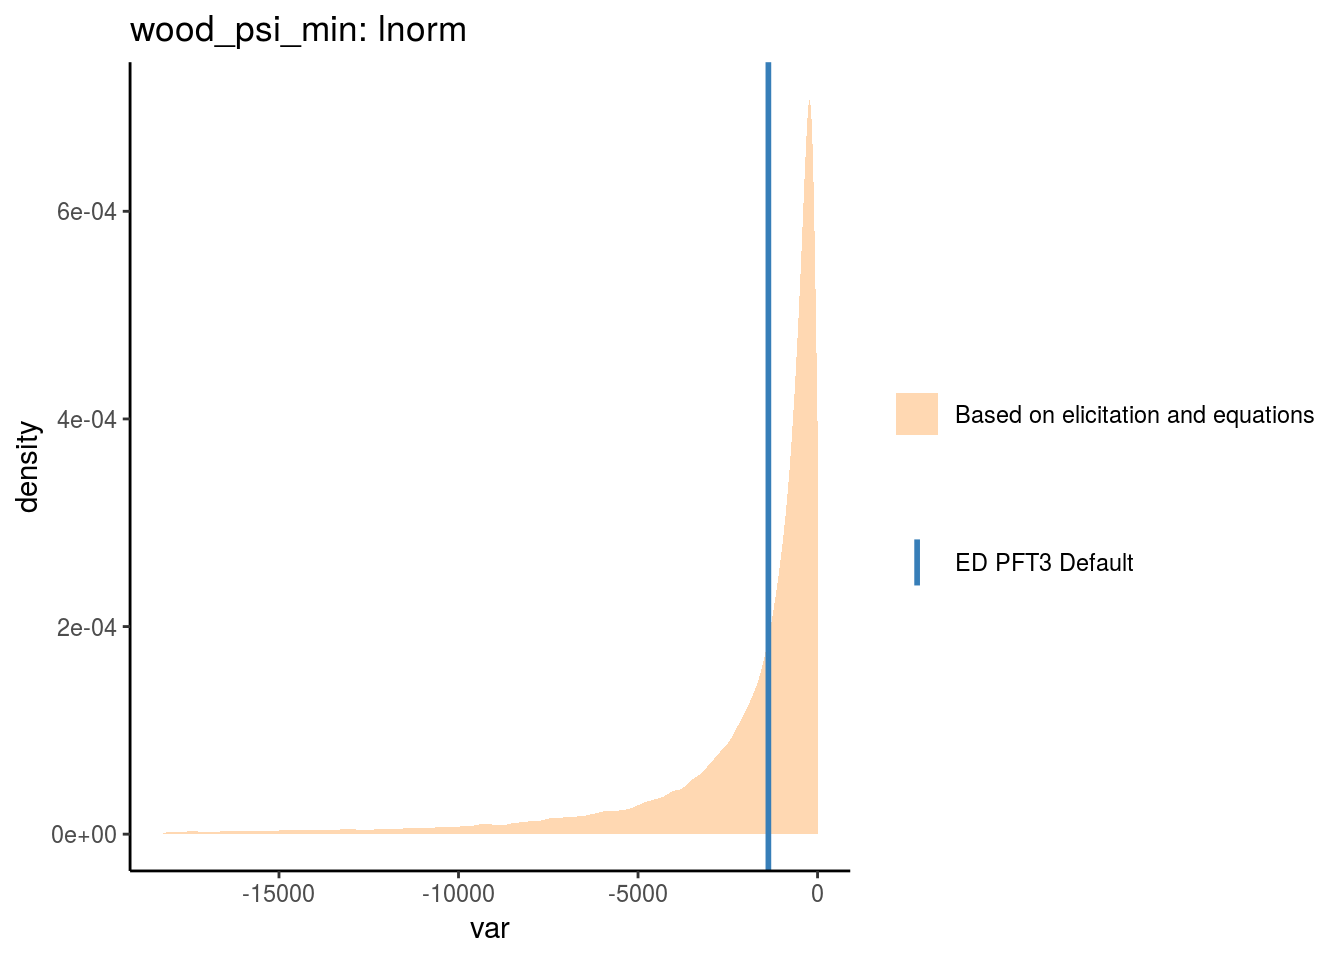 wood_psi_min: lnorm
density
6e-04
4e-04
2e-04
0e+00
-15000
-10000
-5000
0
var
Based on elicitation and equations
ED PFT3 Default